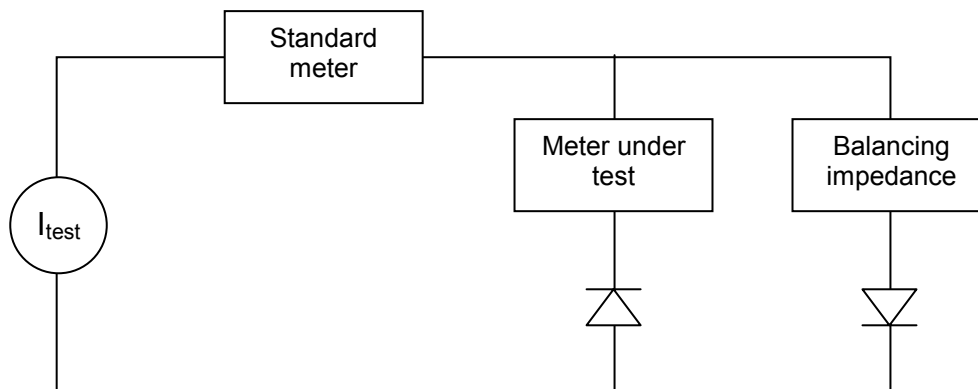 Standard
meter
Meter under
test
Balancing
impedance
Itest